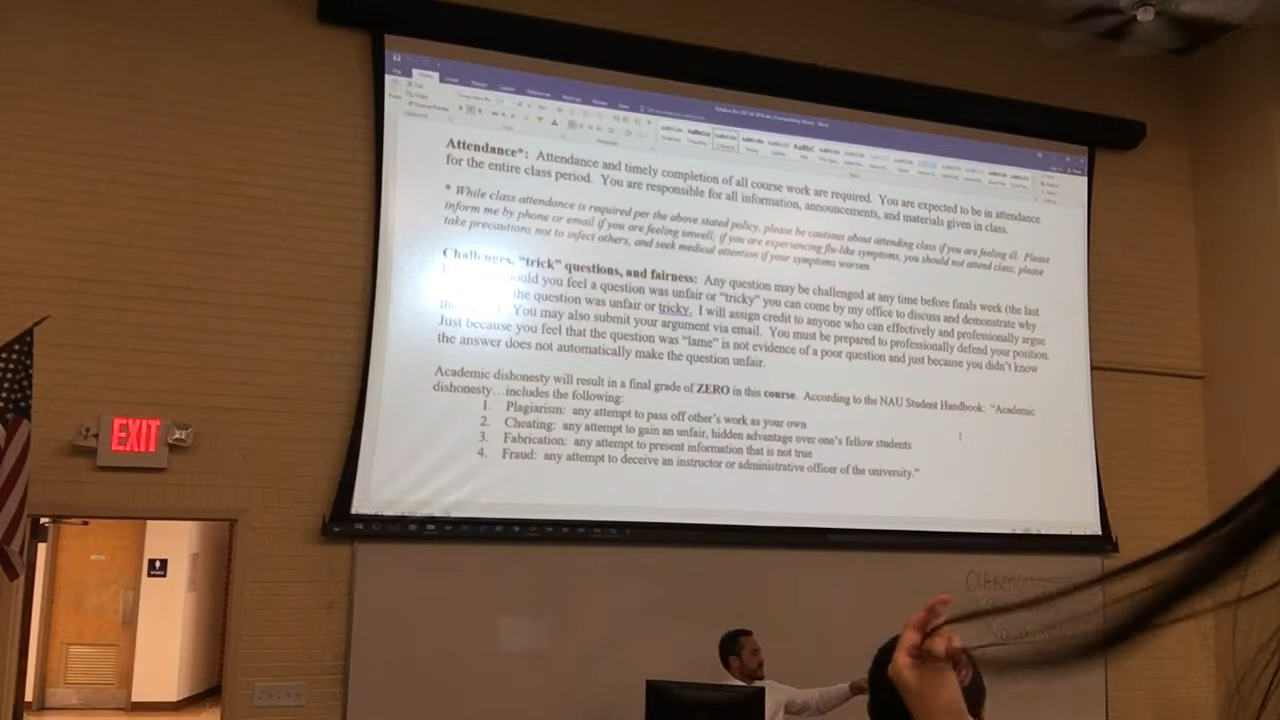 Attendance*: Attendance and timely completion of all course work are required. You are expected to be in attendance
for the entire class period. You are responsible for all information, announcements, and materials given in class.
* While class attendance is required per the above stated policy, please be cautious about attending class if you are feeling ill. Please
inform me by phone or email if you are feeling unwell; if you are experiencing flu-like symptoms, you should not attend class; please
take precautions not to infect others, and seek medical attention if your symptoms worsen.
"trick" questions, and fairness: Any question may be challenged at any time before finals week (the last
you feel a question was unfair or "tricky" you can come by my office to discuss and demonstrate why
the question was unfair or tricky. I will assign credit to anyone who can effectively and professionally argue
You may also submit your argument via email. You must be prepared to professionally defend your position.
Just because you feel that the question was "lame" is not evidence of a poor question and just because you didn't know
the answer does not automatically make the question unfair.
Academic dishonesty will result in a final grade of ZERO in this course. According to the NAU Student Handbook: "Academic
dishonesty…includes the following:
1. Plagiarism: any attempt to pass off other's work as your own
2. Cheating: any attempt to gain an unfair, hidden advantage over one's fellow students
3. Fabrication: any attempt to present information that is not true
4. Fraud: any attempt to deceive an instructor or administrative officer of the university."
EXIT